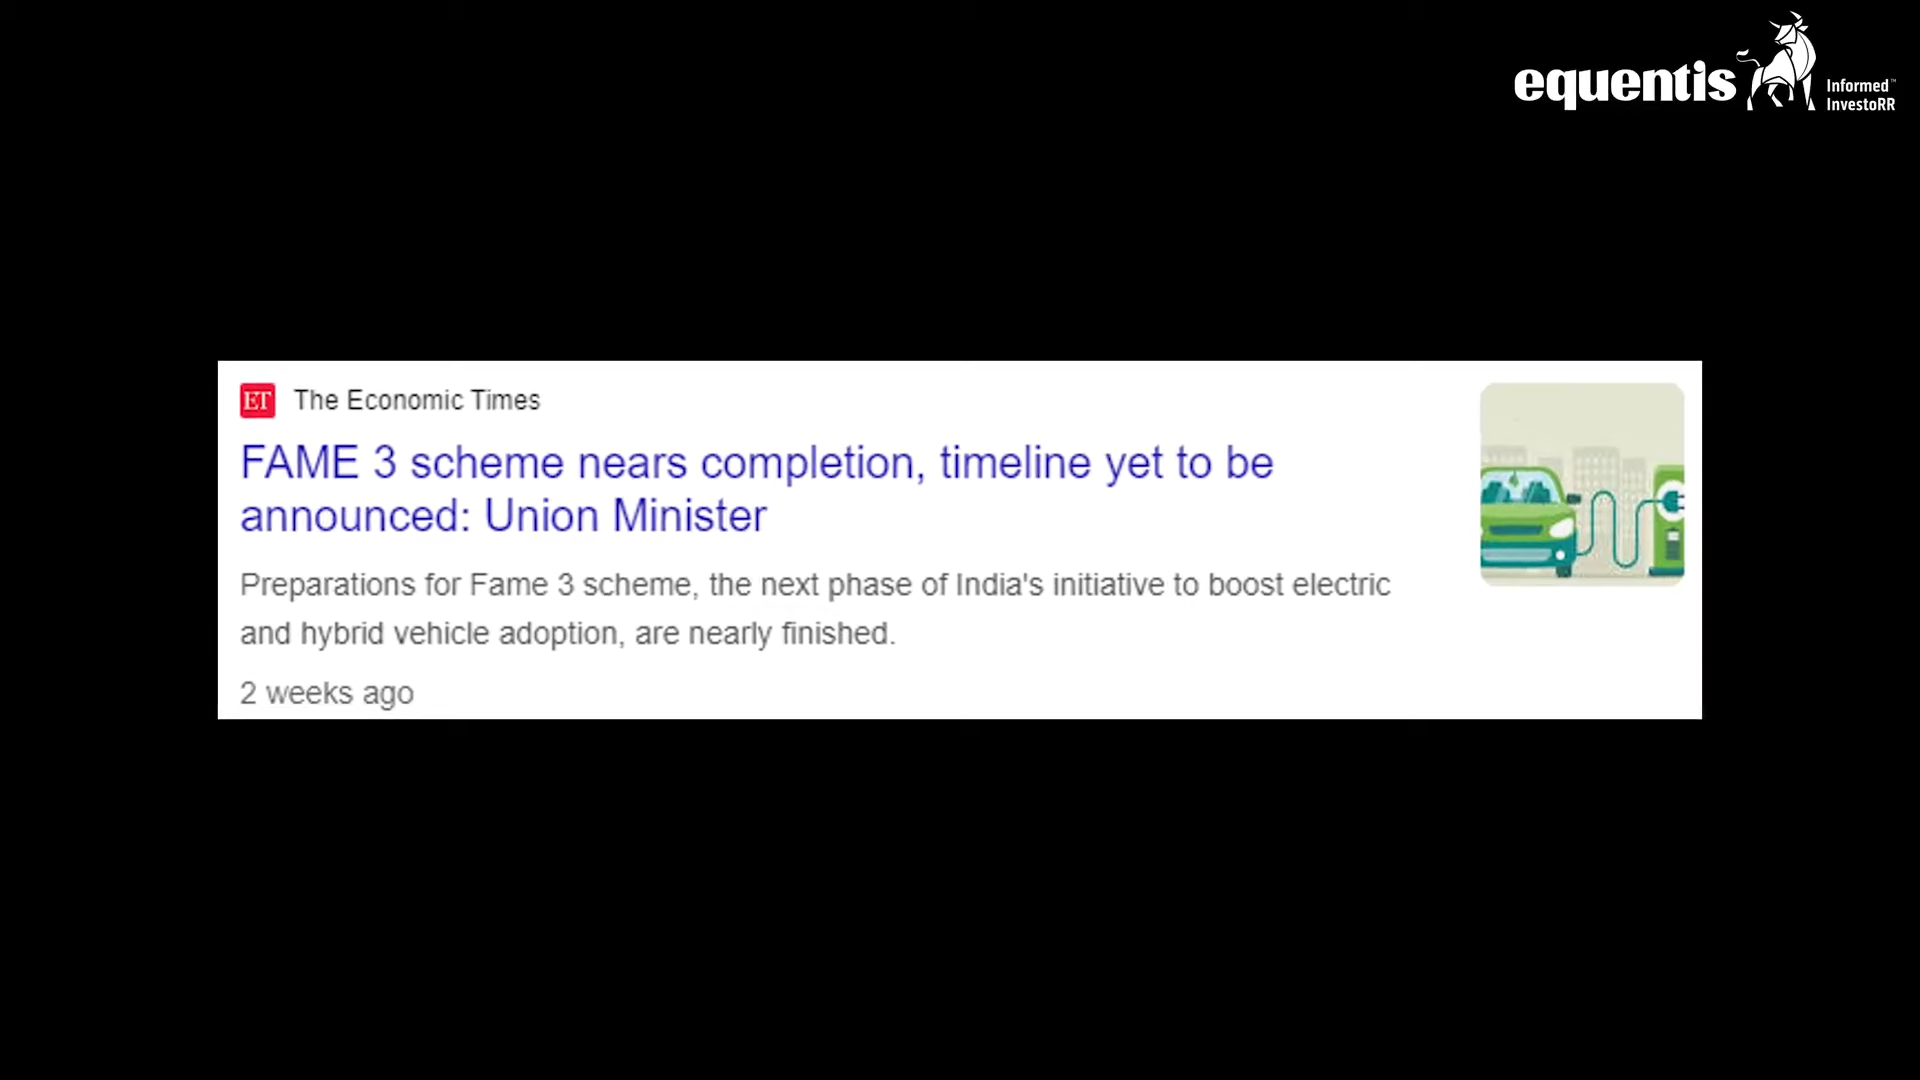 equentis
Informed™
InvestoRR
ET The Economic Times
FAME 3 scheme nears completion, timeline yet to be
announced: Union Minister
Preparations for Fame 3 scheme, the next phase of India's initiative to boost electric
and hybrid vehicle adoption, are nearly finished.
2 weeks ago